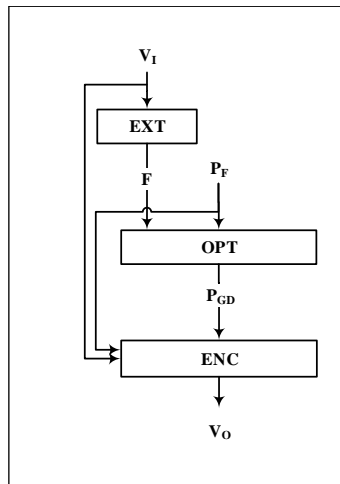 V_I
EXT
F
P_F
OPT
P_GD
ENC
V_O